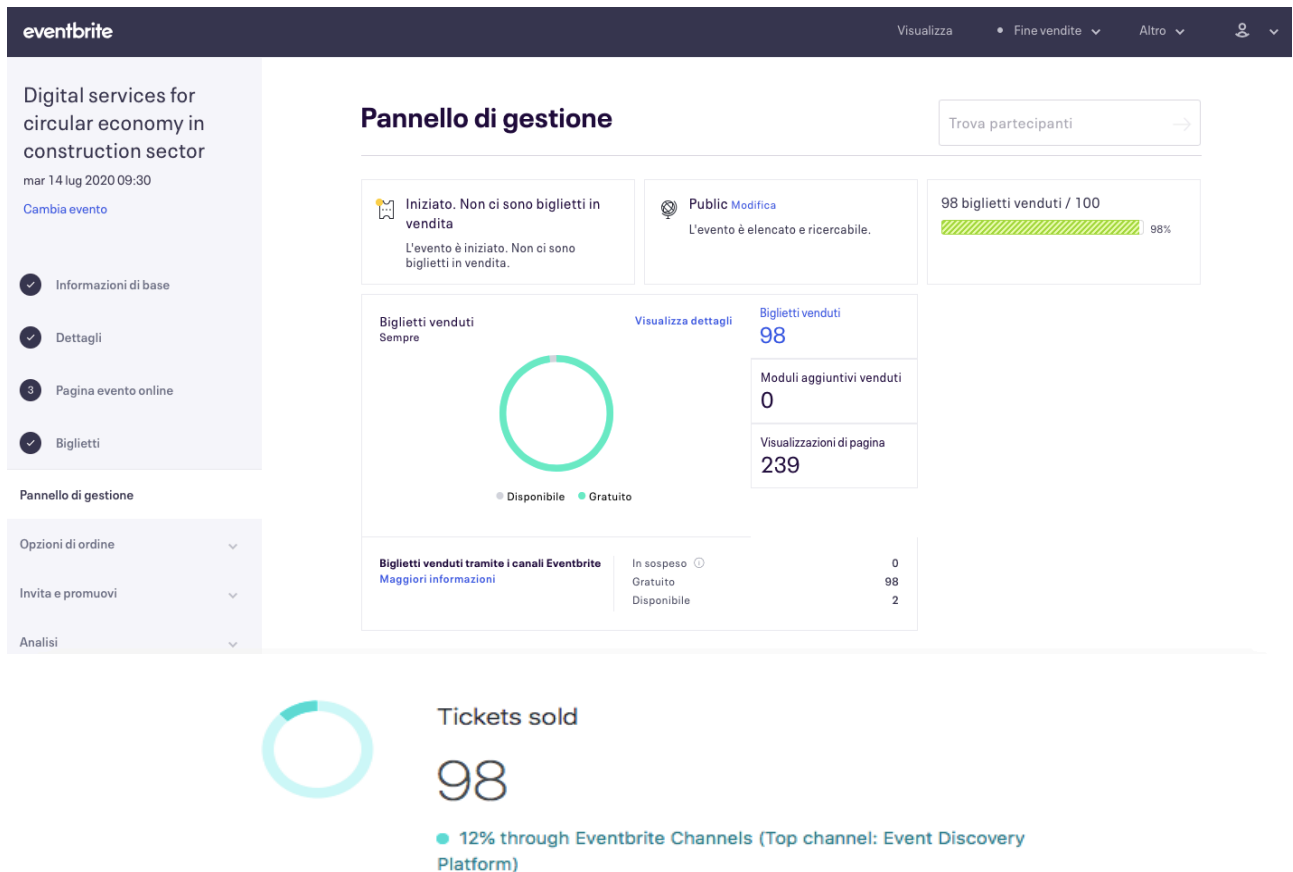 eventbrite
Visualizza
Fine vendite
Altro
Digital services for
circular economy in
construction sector
mar 14 lug 2020 09:30
Cambia evento
Informazioni di base
Dettagli
3 Pagina evento online
Biglietti
Pannello di gestione
Opzioni di ordine
Invita e promuovi
Analisi
Pannello di gestione
Trova partecipanti
Iniziato. Non ci sono biglietti in
vendita
L'evento è iniziato. Non ci sono
biglietti in vendita.
Public Modifica
L'evento è elencato e ricercabile.
98 biglietti venduti / 100
98%
Biglietti venduti
Sempre
Visualizza dettagli
Disponibile Gratuito
Biglietti venduti
98
Moduli aggiuntivi venduti
0
Visualizzazioni di pagina
239
Biglietti venduti tramite i canali Eventbrite
Maggiori informazioni
In sospeso 0
Gratuito 98
Disponibile 2
Tickets sold
98
12% through Eventbrite Channels (Top channel: Event Discovery
Platform)